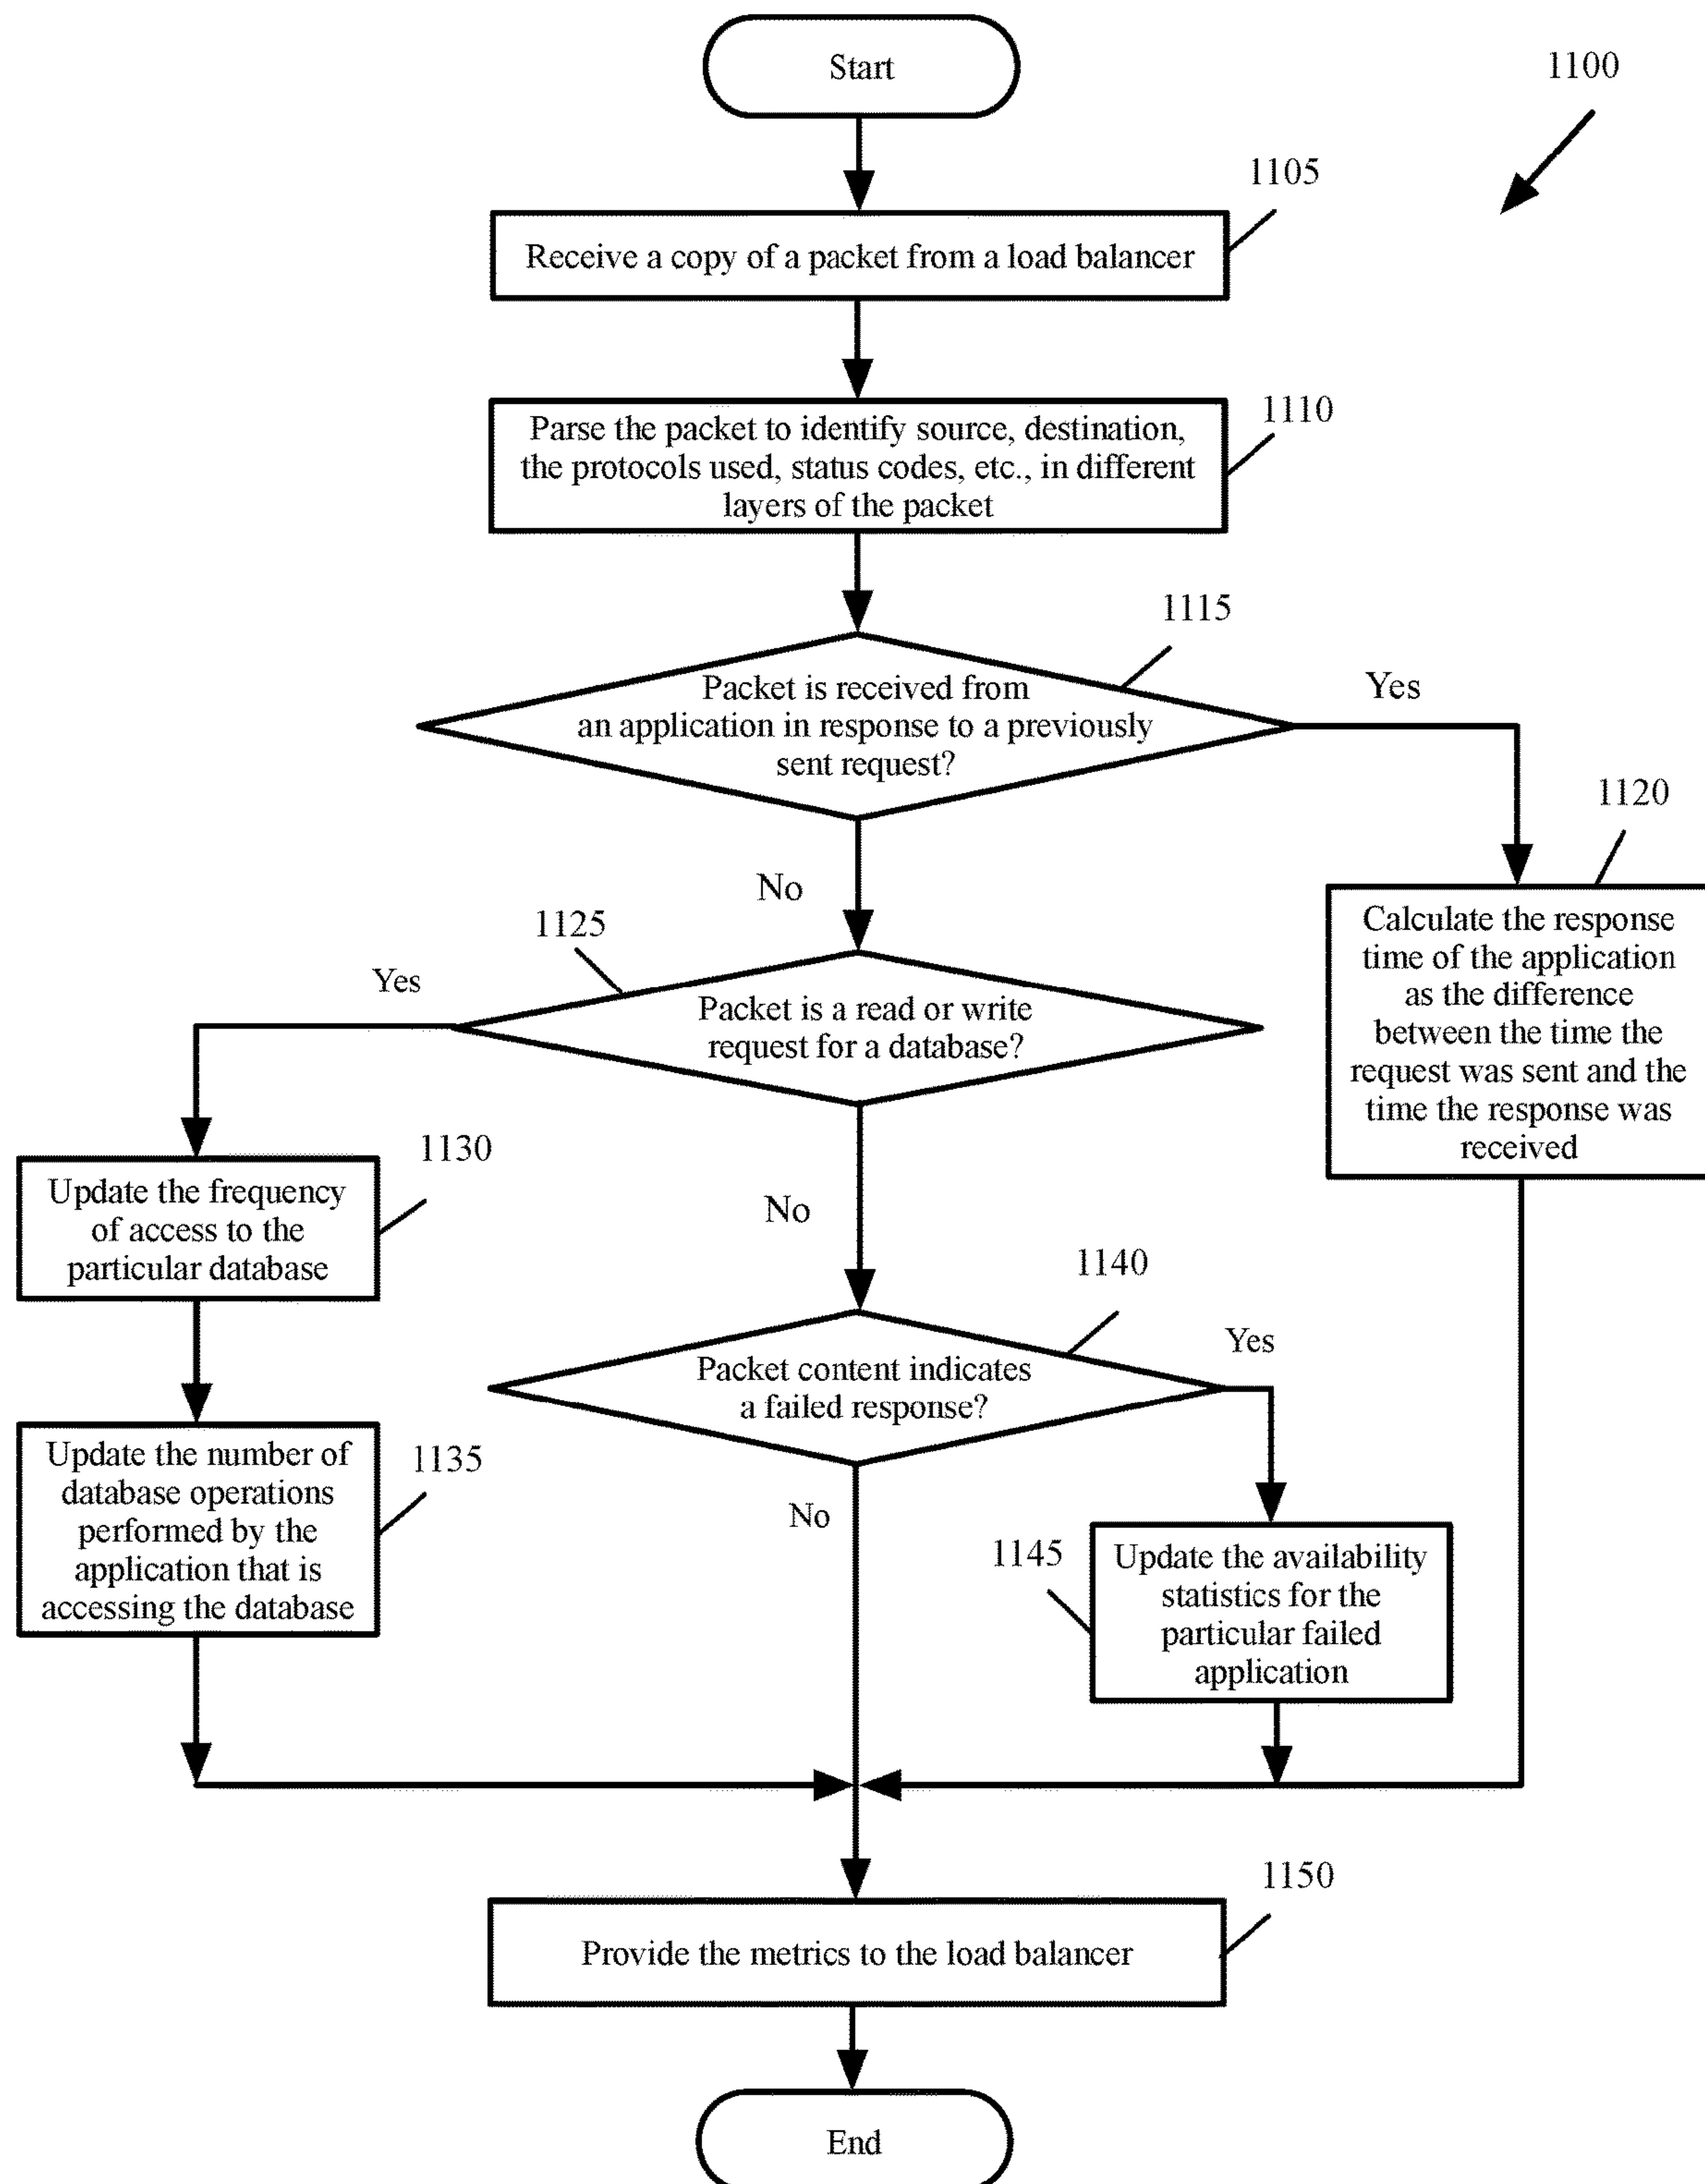 Start
1100
1105
Receive a copy of a packet from a load balancer
1110
Parse the packet to identify source, destination,
the protocols used, status codes, etc., in different
layers of the packet
1115
Packet is received from
an application in response to a previously
sent request?
Yes
No
1120
Calculate the response
time of the application
as the difference
between the time the
request was sent and the
time the response was
received
1125
Yes
Packet is a read or write
request for a database?
No
1130
Update the frequency
of access to the
particular database
1135
Update the number of
database operations
performed by the
application that is
accessing the database
1140
Packet content indicates
a failed response?
Yes
No
1145
Update the availability
statistics for the
particular failed
application
1150
Provide the metrics to the load balancer
End